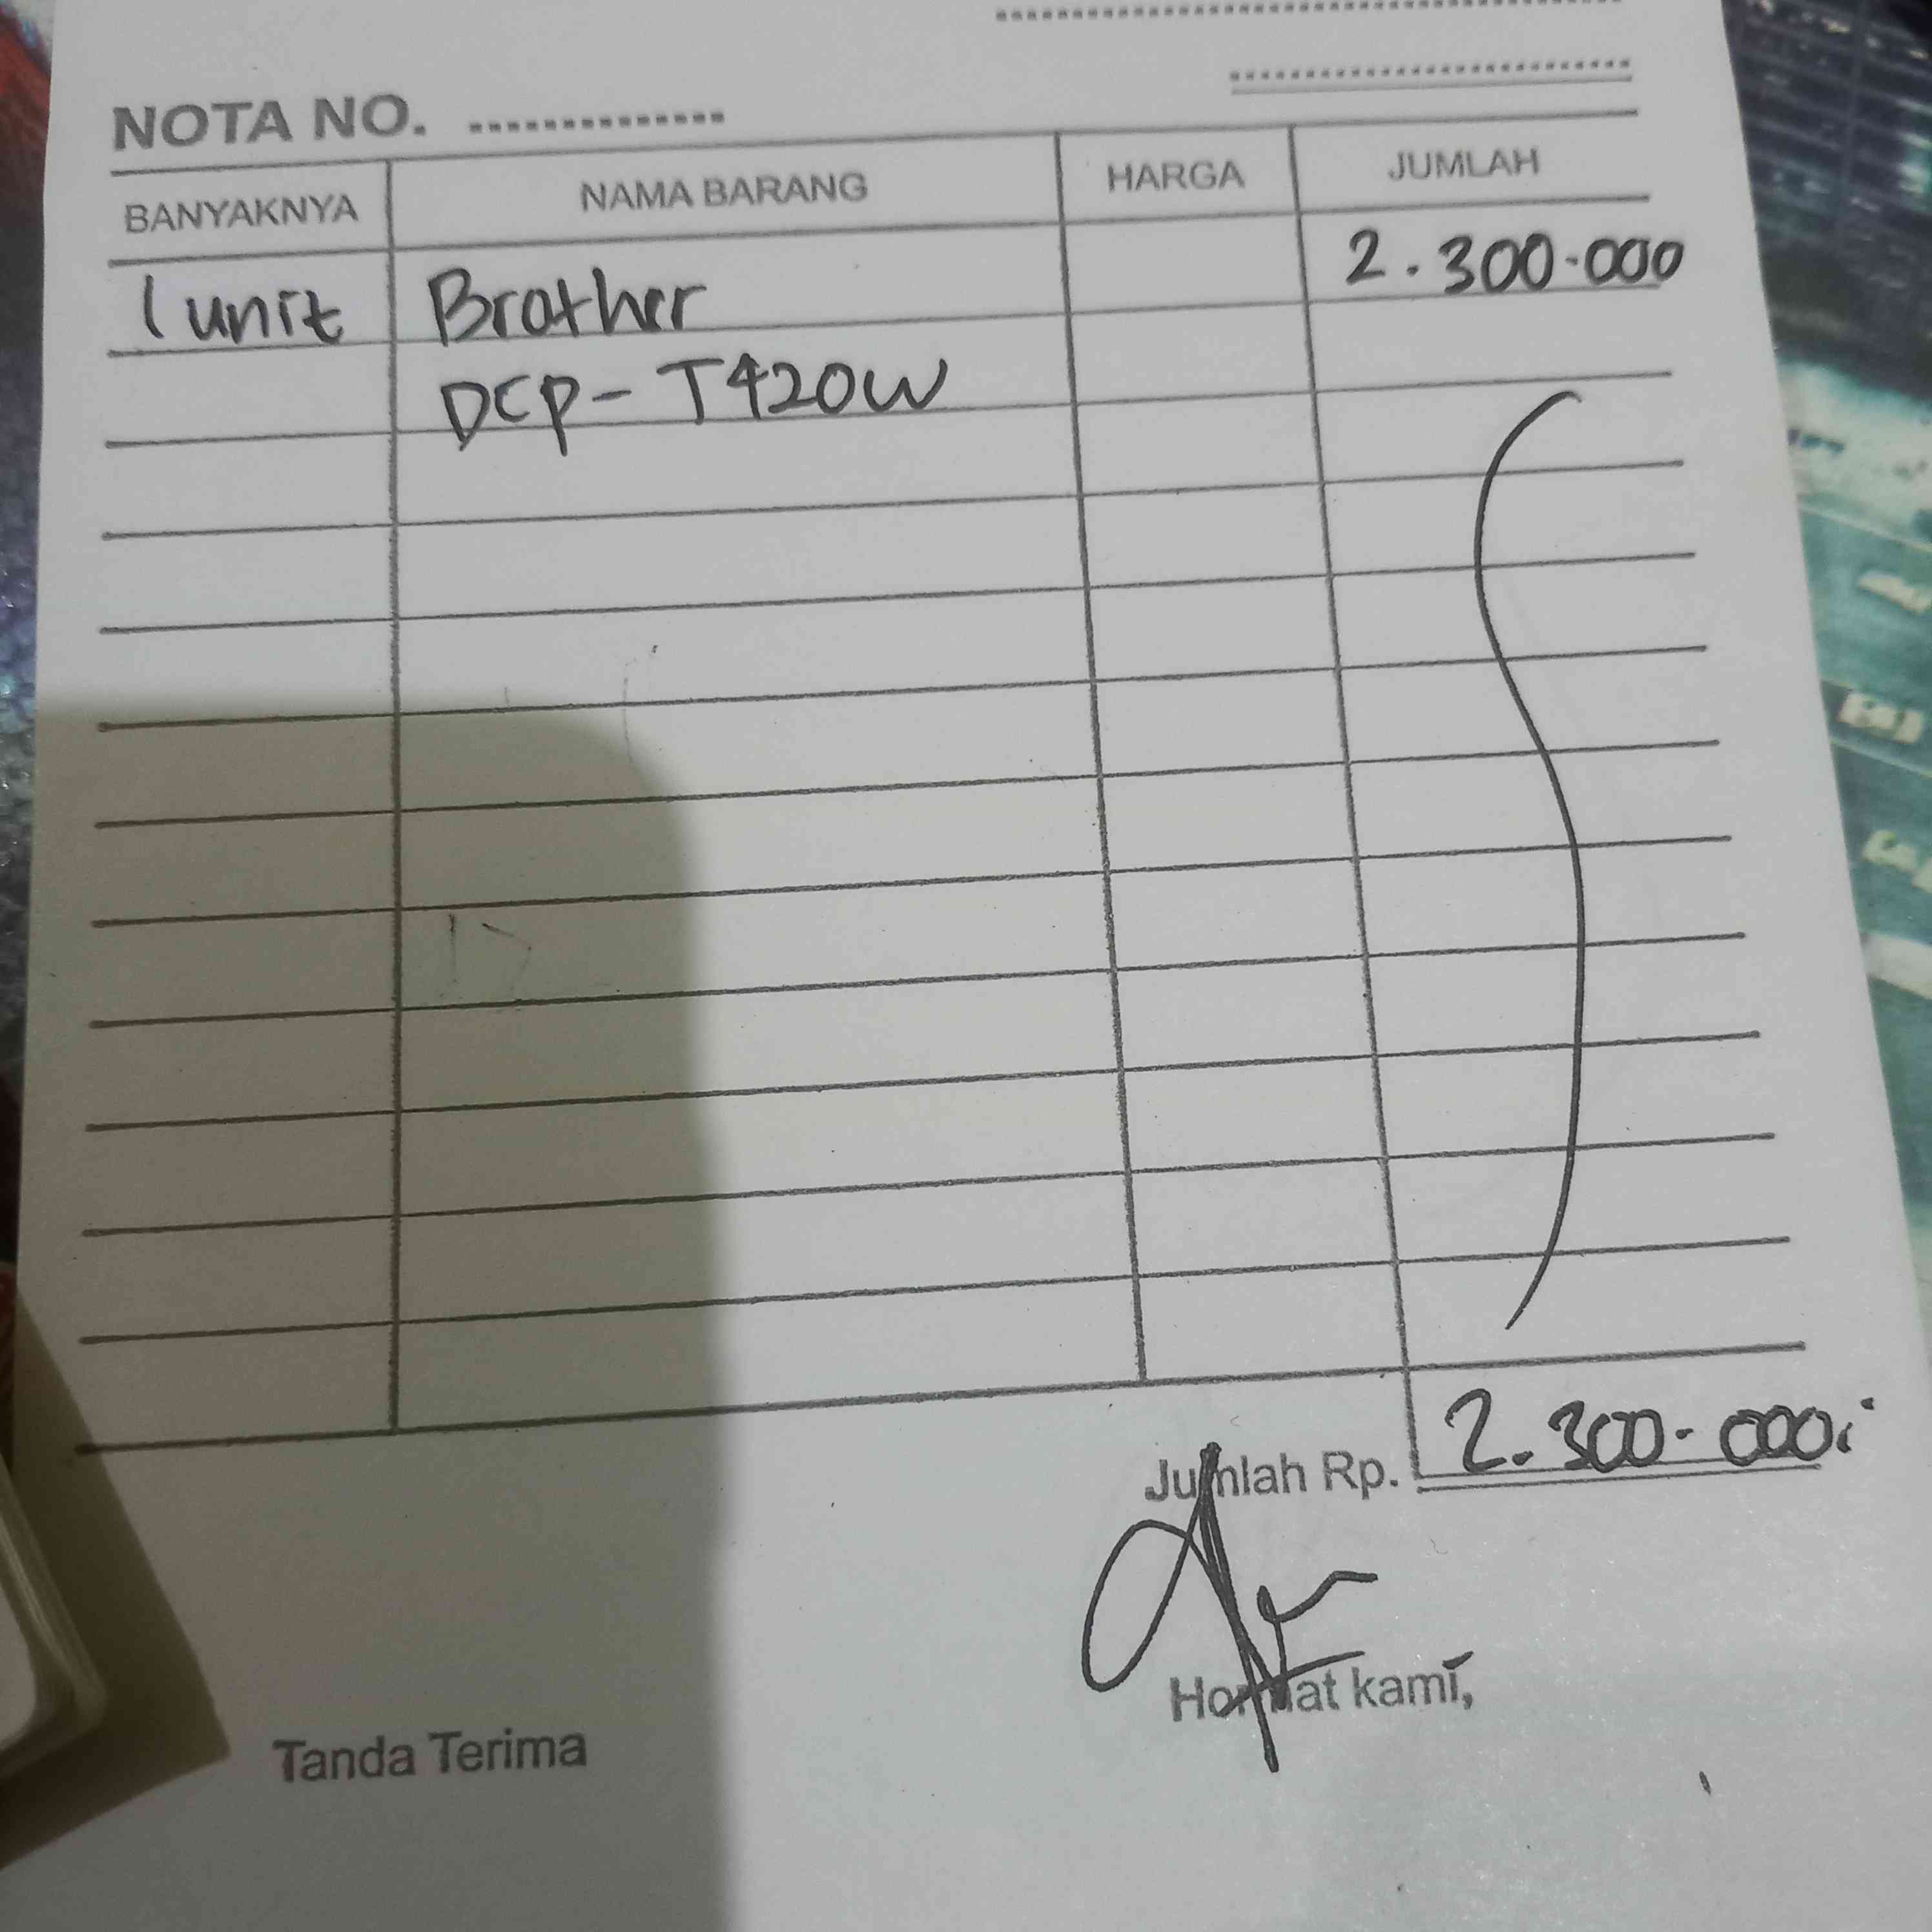 NOTA NO. ..............
BANYAKNYA NAMA BARANG HARGA JUMLAH
1 unit Brother 2.300.000
DCP-T420W
Jumlah Rp. 2.300.000
Hormat kami,
Tanda Terima